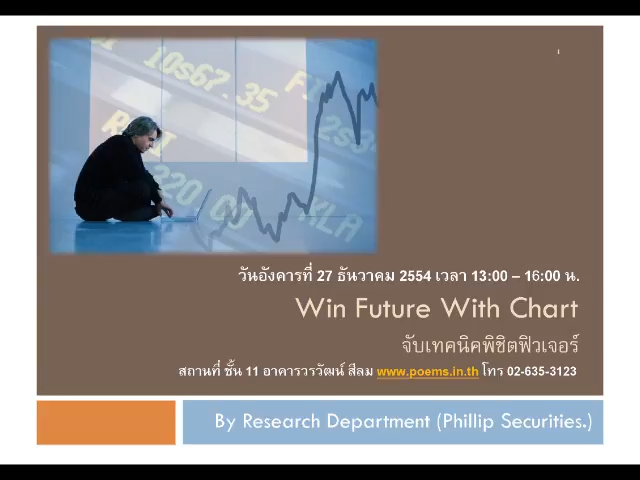 1
10s67.35
วันอังคารที่ 27 ธันวาคม 2554 เวลา 13:00 – 16:00 น.
Win Future With Chart
จับเทคนิคพิชิตฟิวเจอร์
สถานที่ ชั้น 11 อาคารวรวัฒน์ สีลม www.poems.in.th โทร 02-635-3123
By Research Department (Phillip Securities.)